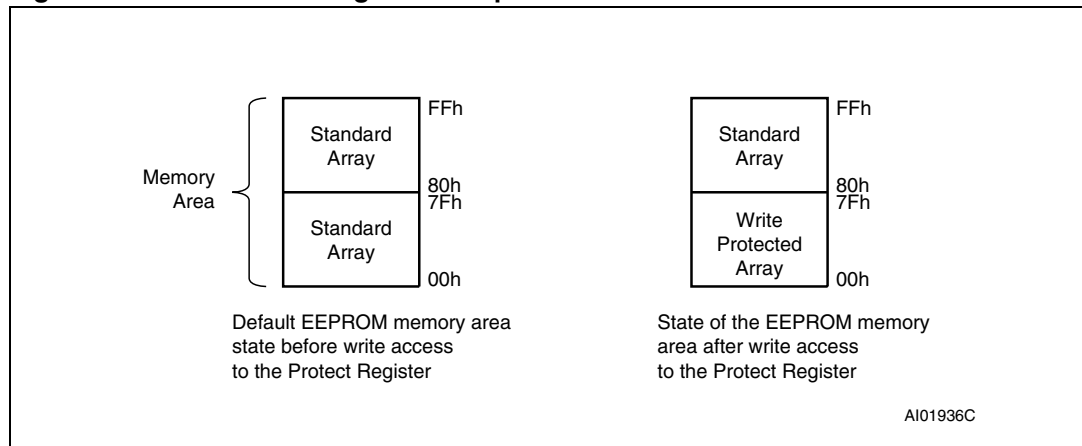 FFh
Standard
Array
Memory
Area
80h
7Fh
Standard
Array
00h
Default EEPROM memory area
state before write access
to the Protect Register
FFh
Standard
Array
80h
7Fh
Write
Protected
Array
00h
State of the EEPROM memory
area after write access
to the Protect Register
AI01936C